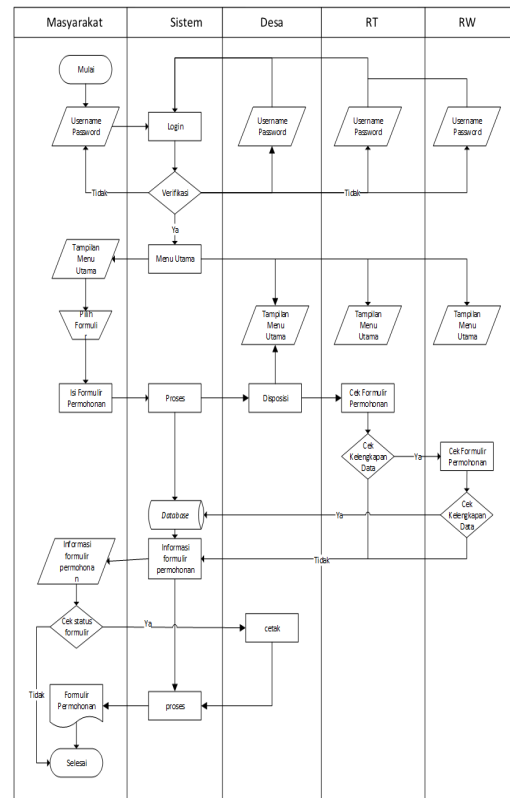 Masyarakat
Sistem
Desa
RT
RW
Mulai
Username
Password
Login
Username
Password
Username
Password
Username
Password
Tidak
Verifikasi
Tidak
Ya
Tampilan
Menu
Utama
Menu Utama
Pilih
Formuli
Tampilan
Menu
Utama
Tampilan
Menu
Utama
Tampilan
Menu
Utama
Isi Formulir
Permohonan
Proses
Disposisi
Cek Formulir
Permohonan
Cek
Kelengkapan
Data
Ya
Cek Formulir
Permohonan
Database
Ya
Cek
Kelengkapan
Data
Informasi
formulir
permohona
n
Informasi
formulir
permohonan
Tidak
Cek status
formulir
Ya
cetak
Tidak
Formulir
Permohonan
proses
Selesai